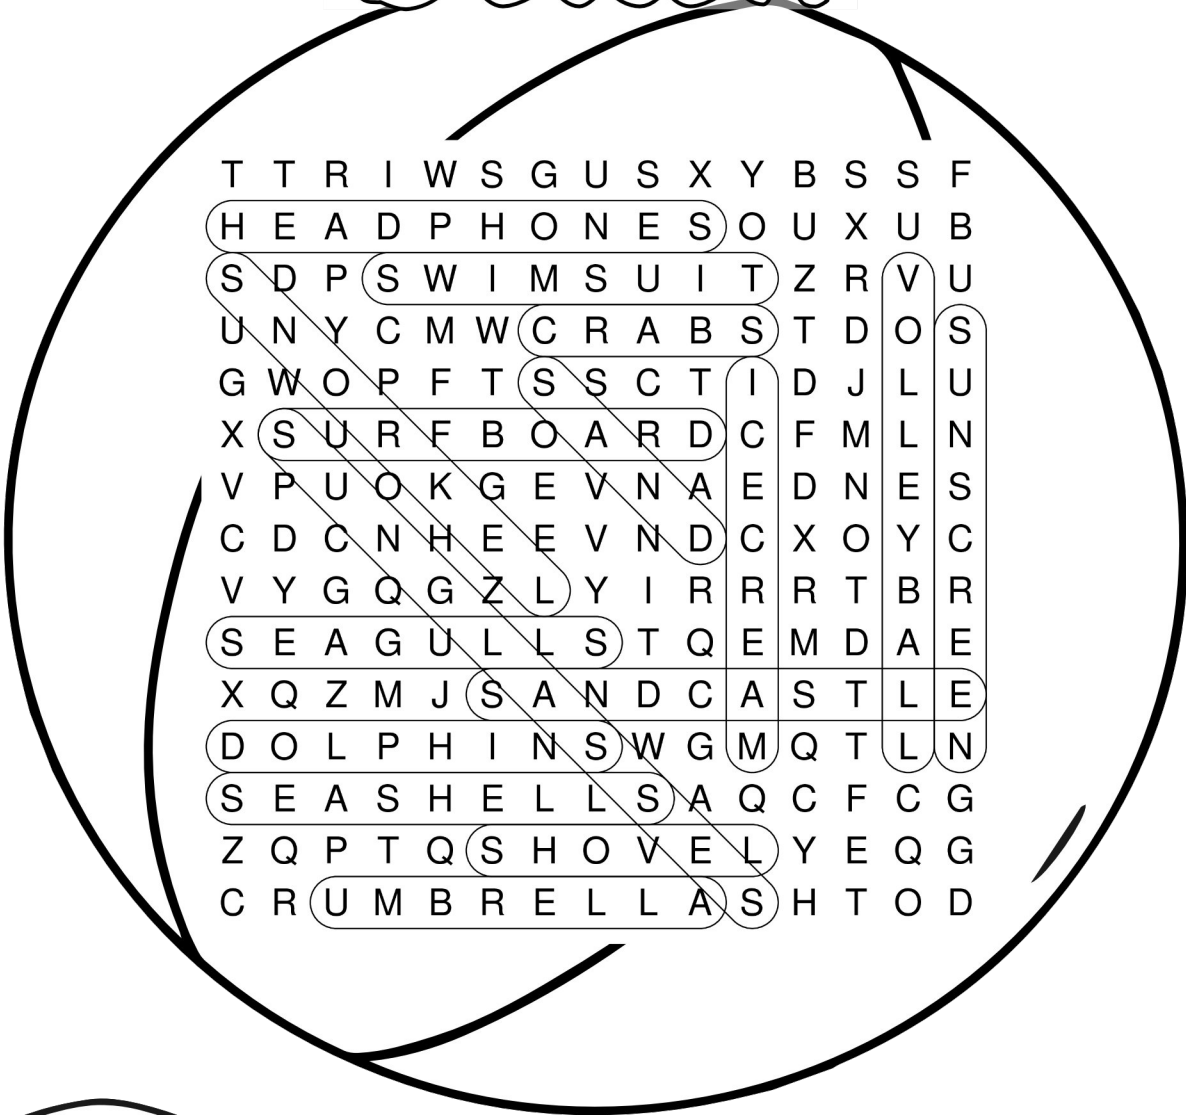 T T R I W S G U S X Y B S S F
H E A D P H O N E S O U X U B
S D P S W I M S U I T Z R V U
U N Y C M W C R A B S T D O S
G W O P F T S S C T I D J L U
X S U R F B O A R D C F M L N
V P U O K G E V N A E D N E S
C D C N H E E V N D C X O Y C
V Y G Q G Z L Y I R R R T B R
S E A G U L L S T Q E M D A E
X Q Z M J S A N D C A S T L E
D O L P H I N S W G M Q T L N
S E A S H E L L S A Q C F C G
Z Q P T Q S H O V E L Y E Q G
C R U M B R E L L A S H T O D